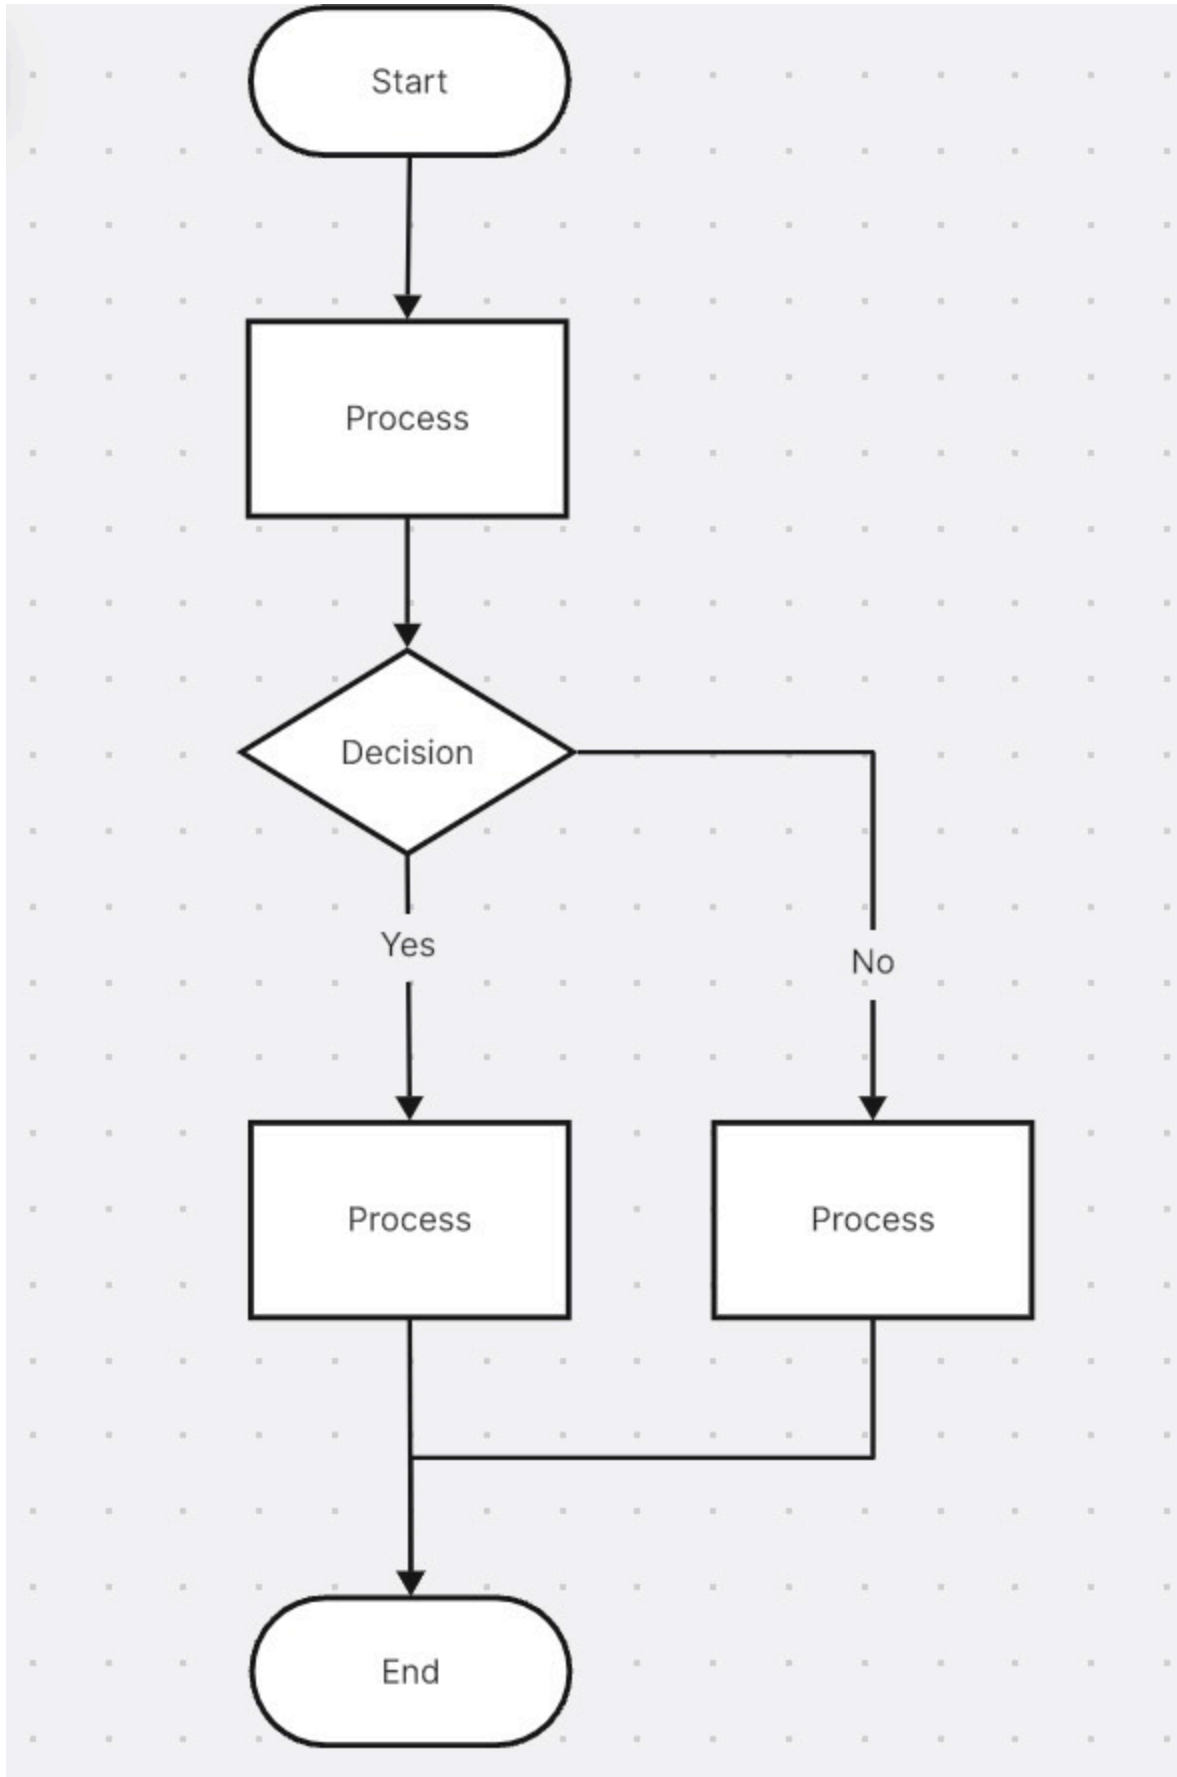 Start
Process
Decision
Yes
No
Process
Process
End